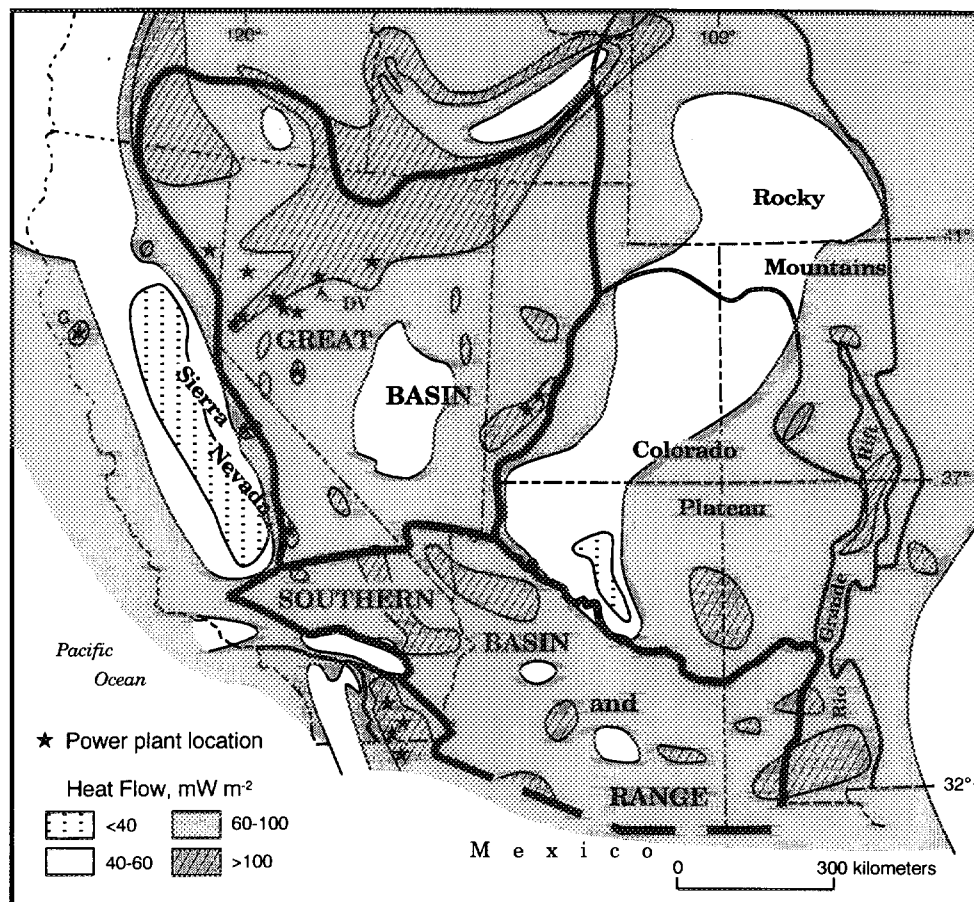 120°
109°
Rocky
41°
Mountains
DV
G
GREAT
BASIN
Sierra
Nevada
Colorado
Rift
37°
Plateau
SOUTHERN
BASIN
Grande
Pacific
Ocean
and
Rio
★ Power plant location
Heat Flow, mW m-2
32°
RANGE
<40
60-100
40-60
>100
Mexico
0
300 kilometers